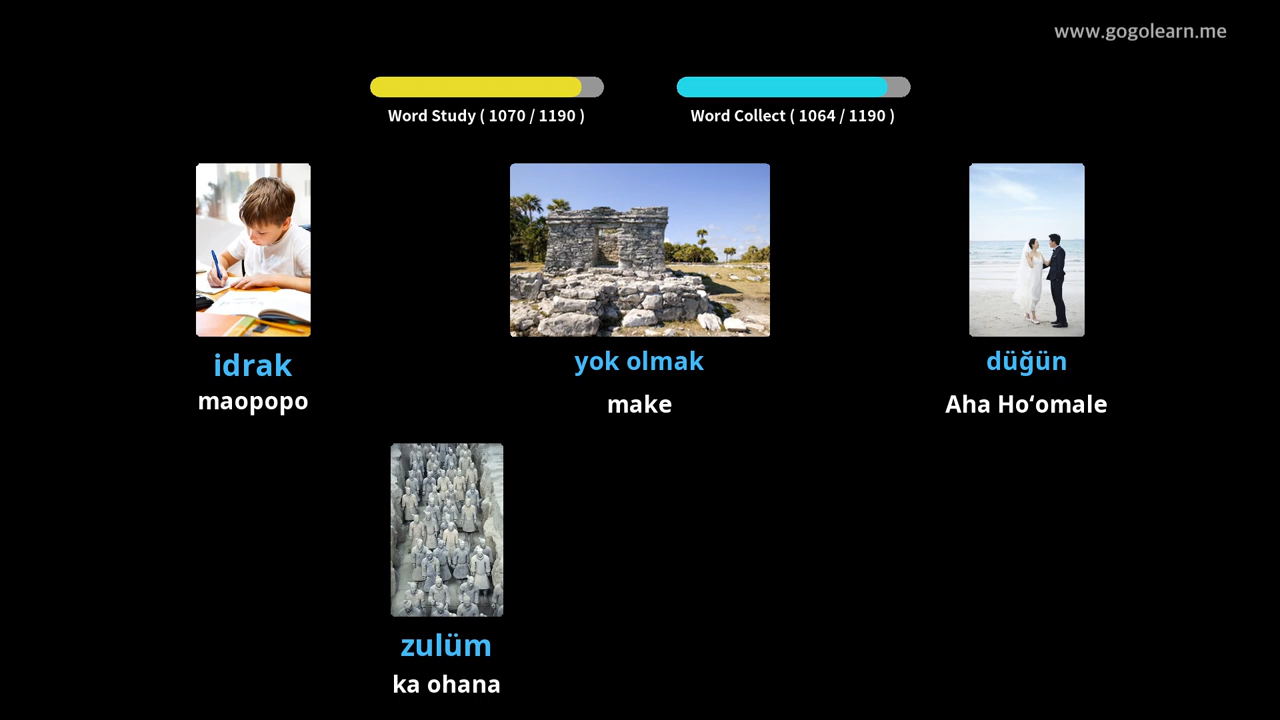 www.gogolearn.me
Word Study ( 1070 / 1190 )
Word Collect ( 1064 / 1190 )
idrak
maopopo
yok olmak
make
düğün
Aha Hoʻomale
zulüm
ka ohana